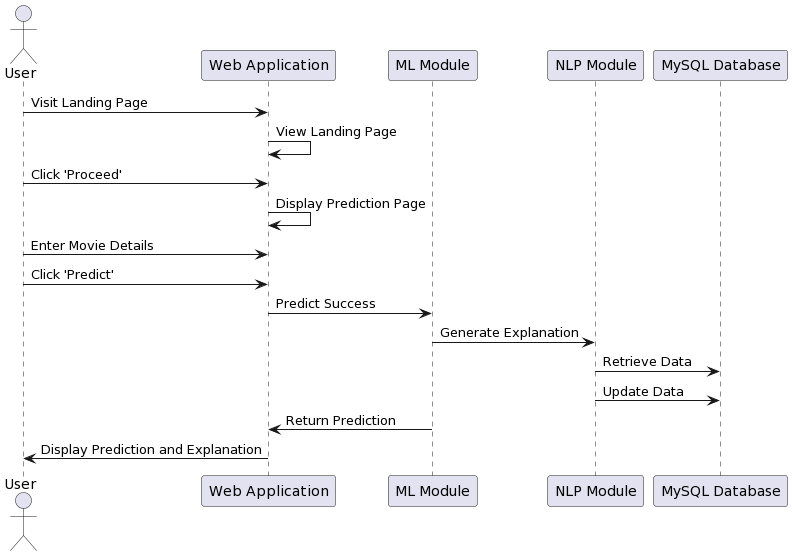 User
Web Application
ML Module
NLP Module
MySQL Database
Visit Landing Page
View Landing Page
Click 'Proceed'
Display Prediction Page
Enter Movie Details
Click 'Predict'
Predict Success
Generate Explanation
Retrieve Data
Update Data
Return Prediction
Display Prediction and Explanation
User
Web Application
ML Module
NLP Module
MySQL Database